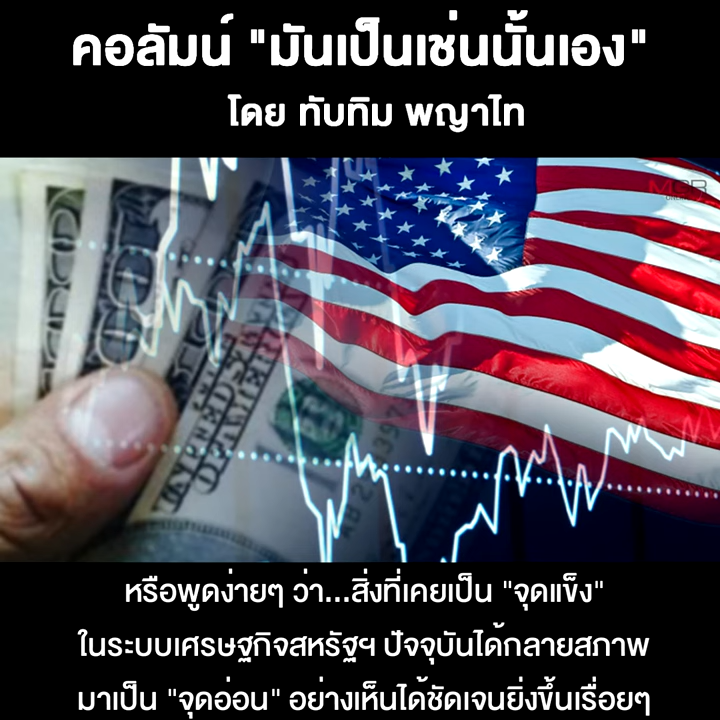 คอลัมน์ "มันเป็นเช่นนั้นเอง"
โดย ทับทิม พญาไท
MGR
ONLINE
หรือพูดง่ายๆ ว่า...สิ่งที่เคยเป็น "จุดแข็ง"
ในระบบเศรษฐกิจสหรัฐฯ ปัจจุบันได้กลายสภาพ
มาเป็น "จุดอ่อน" อย่างเห็นได้ชัดเจนยิ่งขึ้นเรื่อยๆ